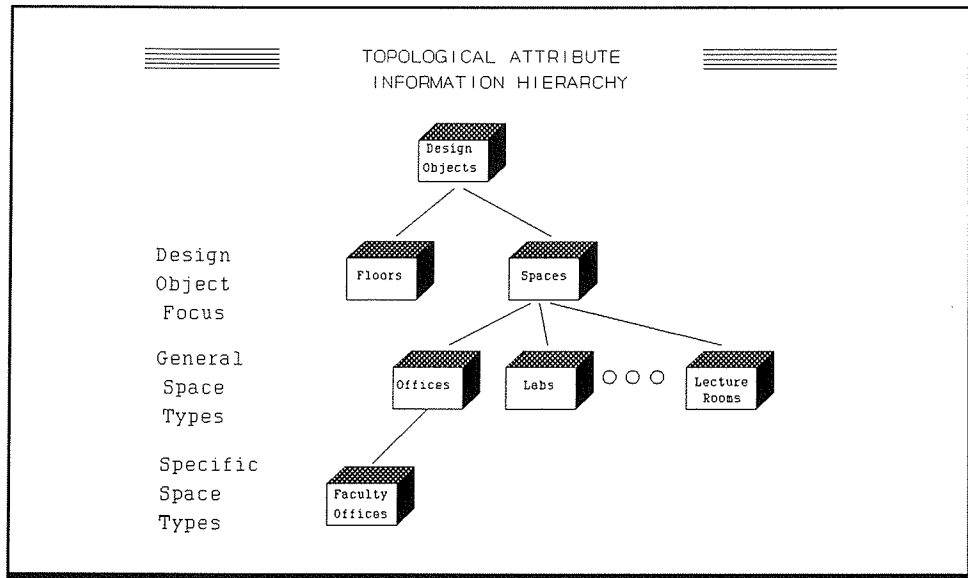 TOPOLOGICAL ATTRIBUTE
INFORMATION HIERARCHY
Design
Objects
Design
Object
Focus
Floors
Spaces
General
Space
Types
Offices
Labs
Lecture
Rooms
Specific
Space
Types
Faculty
Offices